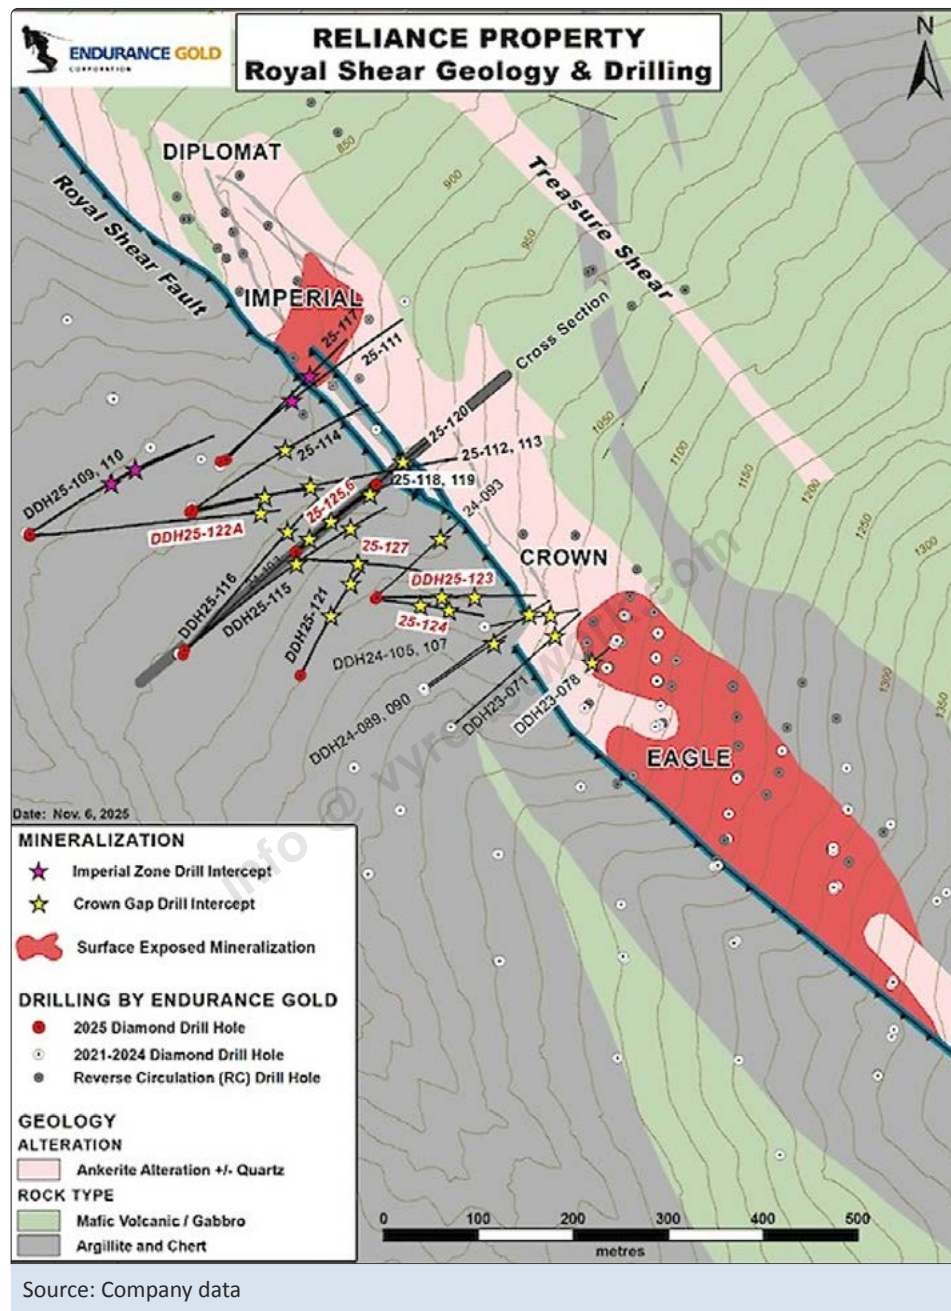 ENDURANCE GOLD
CORPORATION
RELIANCE PROPERTY
Royal Shear Geology & Drilling
N
DIPLOMAT
850
900
950
Treasure Shear
Royal Shear Fault
IMPERIAL
25-117
25-111
Cross Section
1050
1100
1150
1200
1250
1300
25-120
25-114
25-112, 113
DDH25-109, 110
25-118, 119
25-125,6
24-093
DDH25-122A
25-127
CROWN
DDH25-116
DDH25-115
DDH25-123
DDH25-121
25-124
DDH24-105, 107
DDH24-089, 090
DDH23-071
DDH23-078
1300
1350
EAGLE
Date: Nov. 6, 2025
MINERALIZATION
Imperial Zone Drill Intercept
Crown Gap Drill Intercept
Surface Exposed Mineralization
DRILLING BY ENDURANCE GOLD
2025 Diamond Drill Hole
2021-2024 Diamond Drill Hole
Reverse Circulation (RC) Drill Hole
GEOLOGY
ALTERATION
Ankerite Alteration +/- Quartz
ROCK TYPE
Mafic Volcanic / Gabbro
Argillite and Chert
0 100 200 300 400 500
metres
Source: Company data